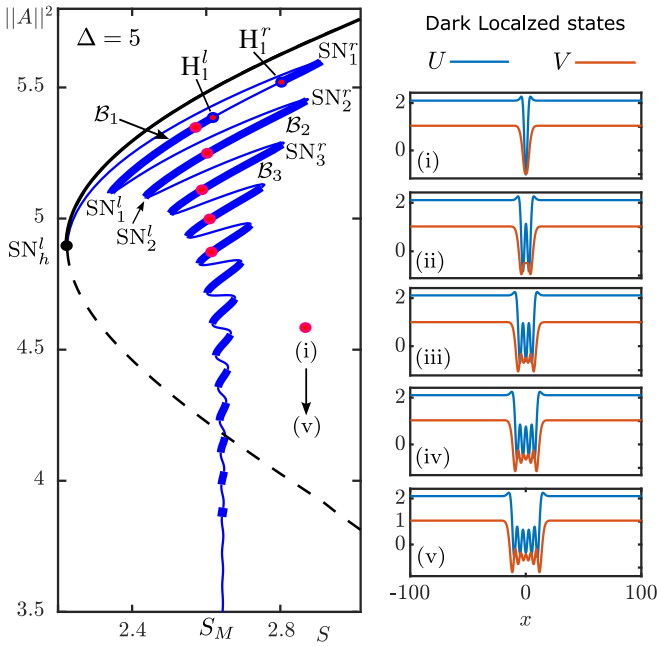 ||A||²
Δ = 5
5.5
5
4.5
4
3.5
H₁ˡ
H₁ʳ
SN₁ʳ
SN₂ʳ
SN₃ʳ
B₁
B₂
B₃
SN₁ˡ
SN₂ˡ
SNₕˡ
(i)
(v)
2.4
S_M
2.8
S
Dark Localzed states
U
V
2
0
(i)
2
0
(ii)
2
0
(iii)
2
0
(iv)
2
1
0
(v)
-100
0
100
x